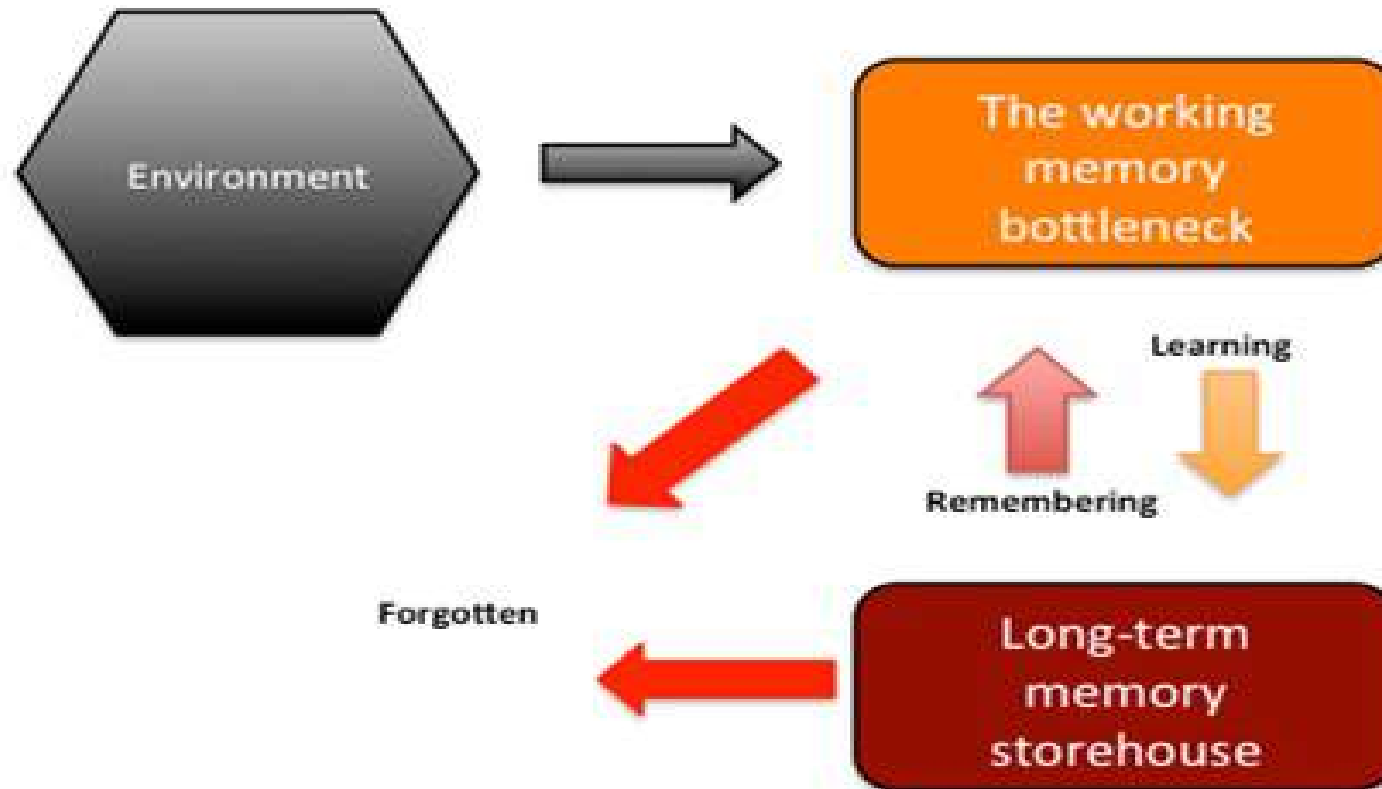 Environment
The working
memory
bottleneck
Learning
Remembering
Forgotten
Long-term
memory
storehouse